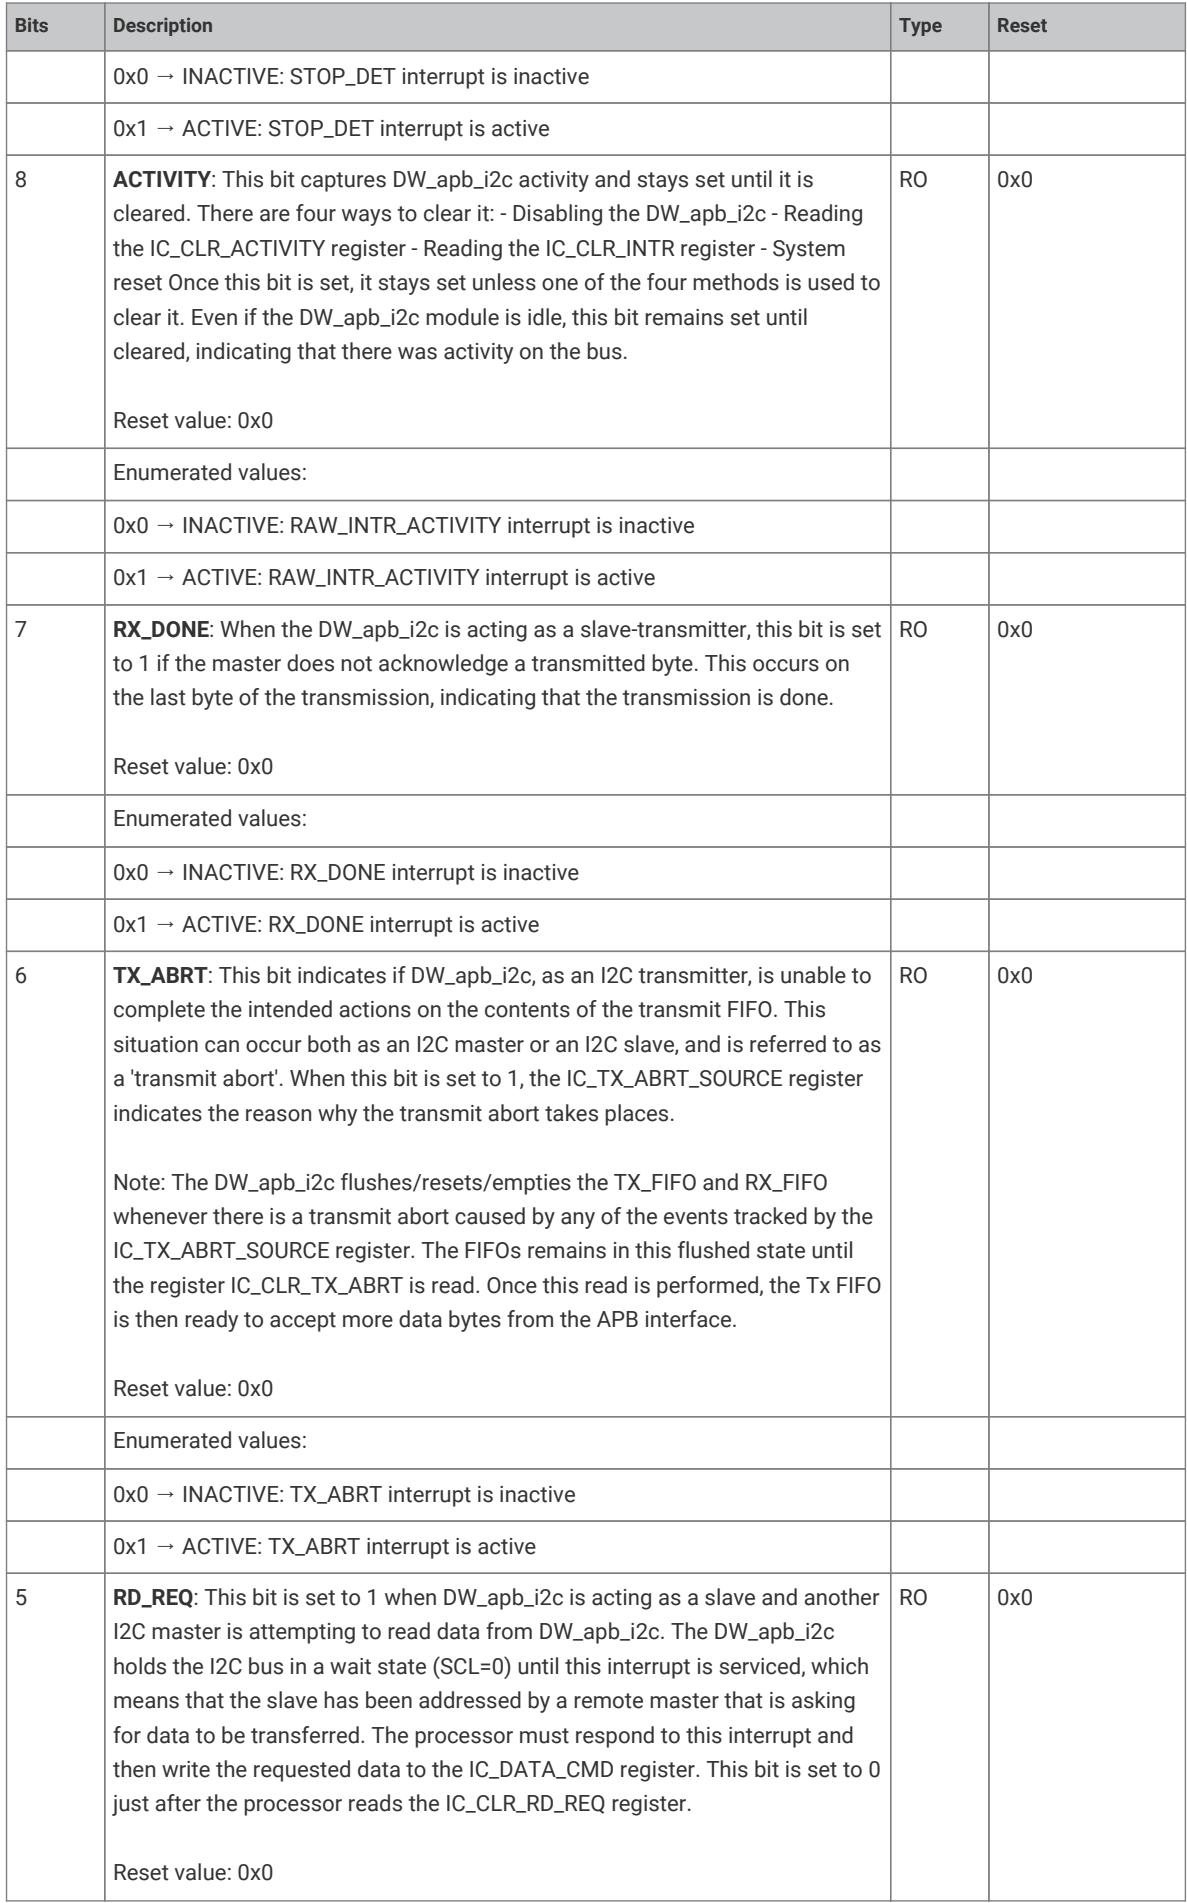 Bits Description Type Reset
0x0 → INACTIVE: STOP_DET interrupt is inactive
0x1 → ACTIVE: STOP_DET interrupt is active
8 ACTIVITY: This bit captures DW_apb_i2c activity and stays set until it is RO 0x0
cleared. There are four ways to clear it: - Disabling the DW_apb_i2c - Reading
the IC_CLR_ACTIVITY register - Reading the IC_CLR_INTR register - System
reset Once this bit is set, it stays set unless one of the four methods is used to
clear it. Even if the DW_apb_i2c module is idle, this bit remains set until
cleared, indicating that there was activity on the bus.
Reset value: 0x0
Enumerated values:
0x0 → INACTIVE: RAW_INTR_ACTIVITY interrupt is inactive
0x1 → ACTIVE: RAW_INTR_ACTIVITY interrupt is active
7 RX_DONE: When the DW_apb_i2c is acting as a slave-transmitter, this bit is set RO 0x0
to 1 if the master does not acknowledge a transmitted byte. This occurs on
the last byte of the transmission, indicating that the transmission is done.
Reset value: 0x0
Enumerated values:
0x0 → INACTIVE: RX_DONE interrupt is inactive
0x1 → ACTIVE: RX_DONE interrupt is active
6 TX_ABRT: This bit indicates if DW_apb_i2c, as an I2C transmitter, is unable to RO 0x0
complete the intended actions on the contents of the transmit FIFO. This
situation can occur both as an I2C master or an I2C slave, and is referred to as
a 'transmit abort'. When this bit is set to 1, the IC_TX_ABRT_SOURCE register
indicates the reason why the transmit abort takes places.
Note: The DW_apb_i2c flushes/resets/empties the TX_FIFO and RX_FIFO
whenever there is a transmit abort caused by any of the events tracked by the
IC_TX_ABRT_SOURCE register. The FIFOs remains in this flushed state until
the register IC_CLR_TX_ABRT is read. Once this read is performed, the Tx FIFO
is then ready to accept more data bytes from the APB interface.
Reset value: 0x0
Enumerated values:
0x0 → INACTIVE: TX_ABRT interrupt is inactive
0x1 → ACTIVE: TX_ABRT interrupt is active
5 RD_REQ: This bit is set to 1 when DW_apb_i2c is acting as a slave and another RO 0x0
I2C master is attempting to read data from DW_apb_i2c. The DW_apb_i2c
holds the I2C bus in a wait state (SCL=0) until this interrupt is serviced, which
means that the slave has been addressed by a remote master that is asking
for data to be transferred. The processor must respond to this interrupt and
then write the requested data to the IC_DATA_CMD register. This bit is set to 0
just after the processor reads the IC_CLR_RD_REQ register.
Reset value: 0x0